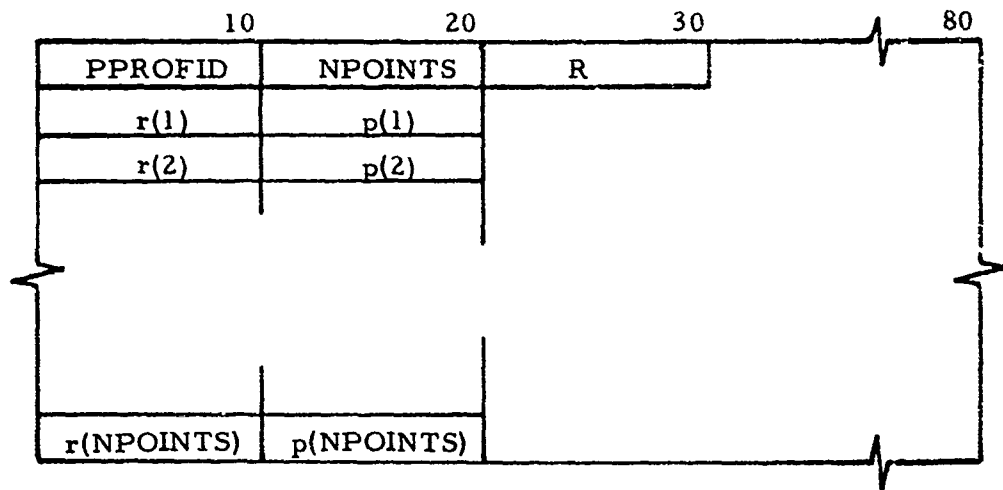 10 20 30 80
PPROFID NPOINTS R
r(1) p(1)
r(2) p(2)
r(NPOINTS) p(NPOINTS)